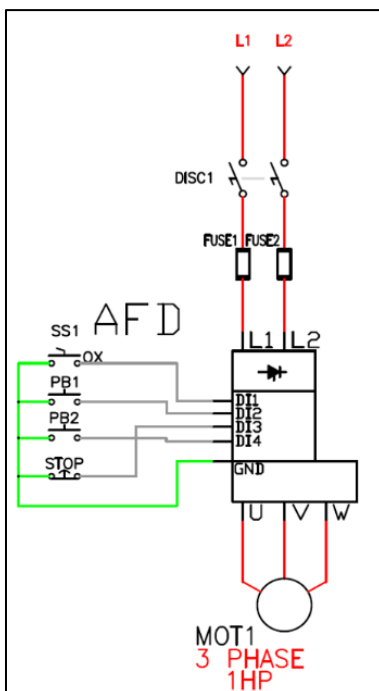 L1 L2
DISC1
FUSE1 FUSE2
AFD
SS1
OX
L1 L2
PB1
DI1
DI2
PB2
DI3
DI4
STOP
GND
U V W
MOT1
3 PHASE
1HP